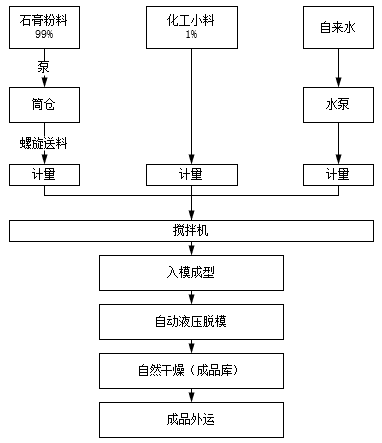 石膏粉料
99%
化工小料
1%
自来水
泵
筒仓
水泵
螺旋送料
计量
计量
计量
搅拌机
入模成型
自动液压脱模
自然干燥（成品库）
成品外运